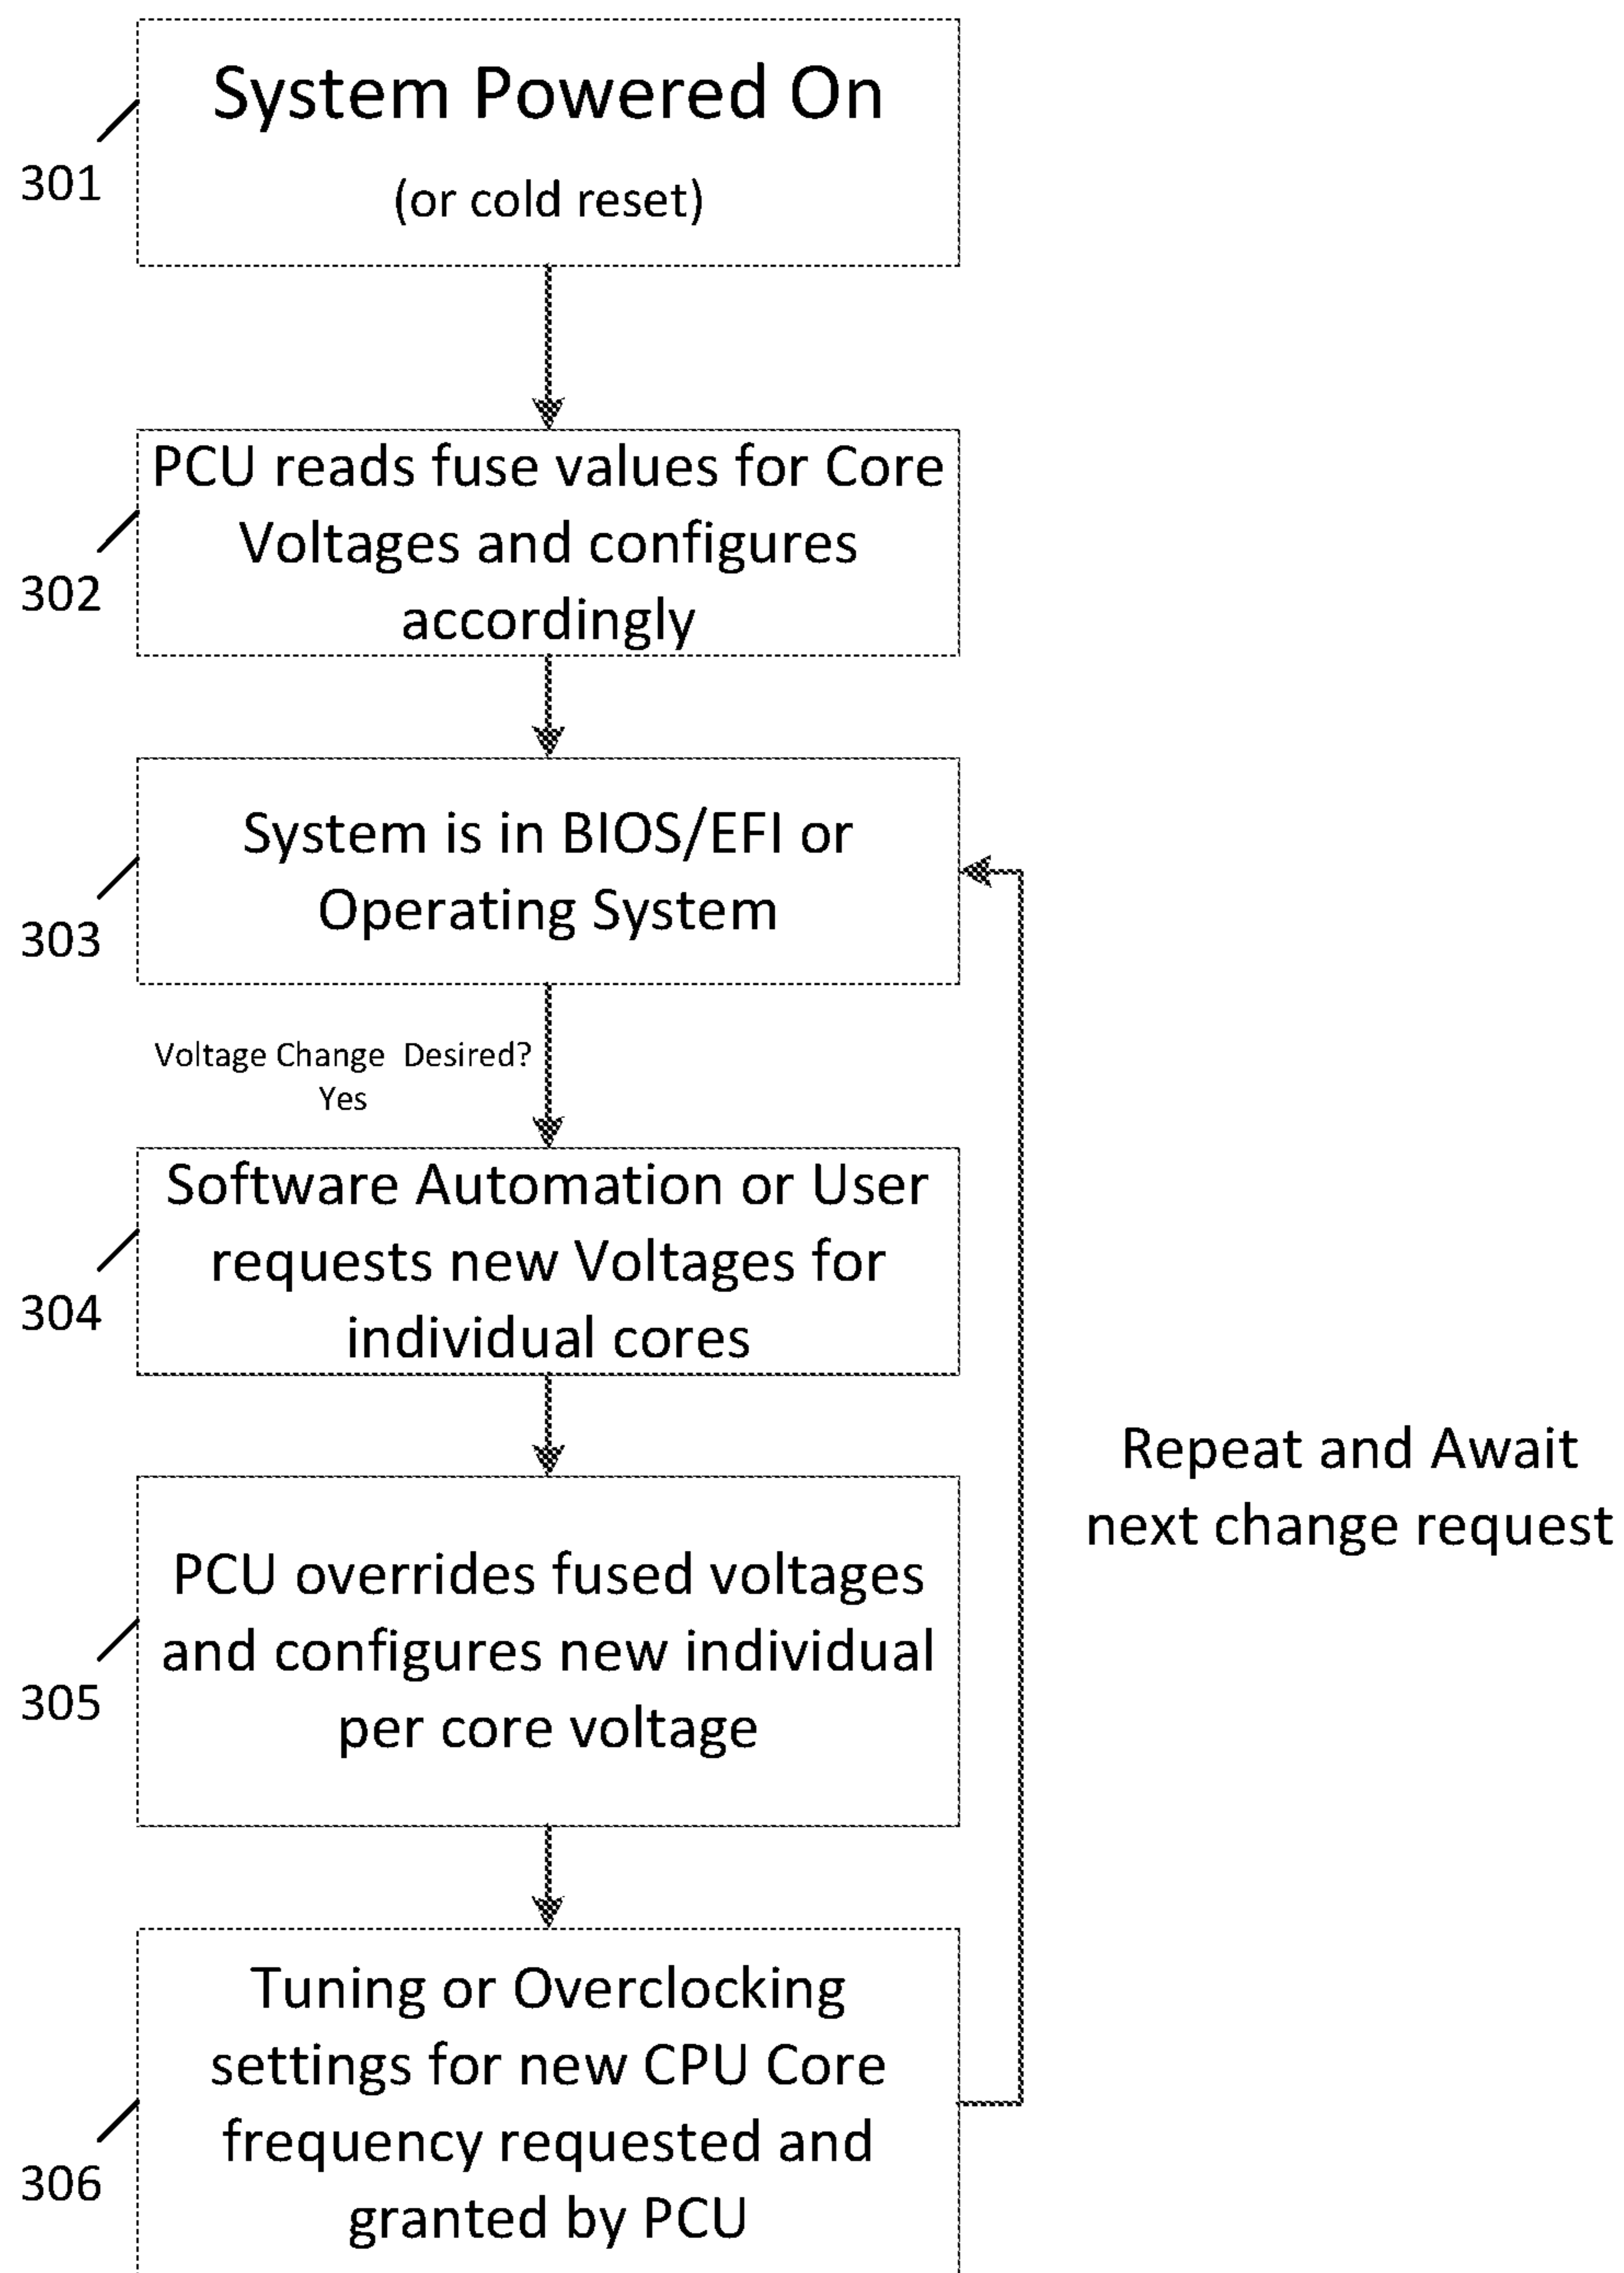 System Powered On
(or cold reset)
301
PCU reads fuse values for Core
Voltages and configures
accordingly
302
System is in BIOS/EFI or
Operating System
303
Voltage Change Desired?
Yes
Software Automation or User
requests new Voltages for
individual cores
304
Repeat and Await
next change request
PCU overrides fused voltages
and configures new individual
per core voltage
305
Tuning or Overclocking
settings for new CPU Core
frequency requested and
granted by PCU
306